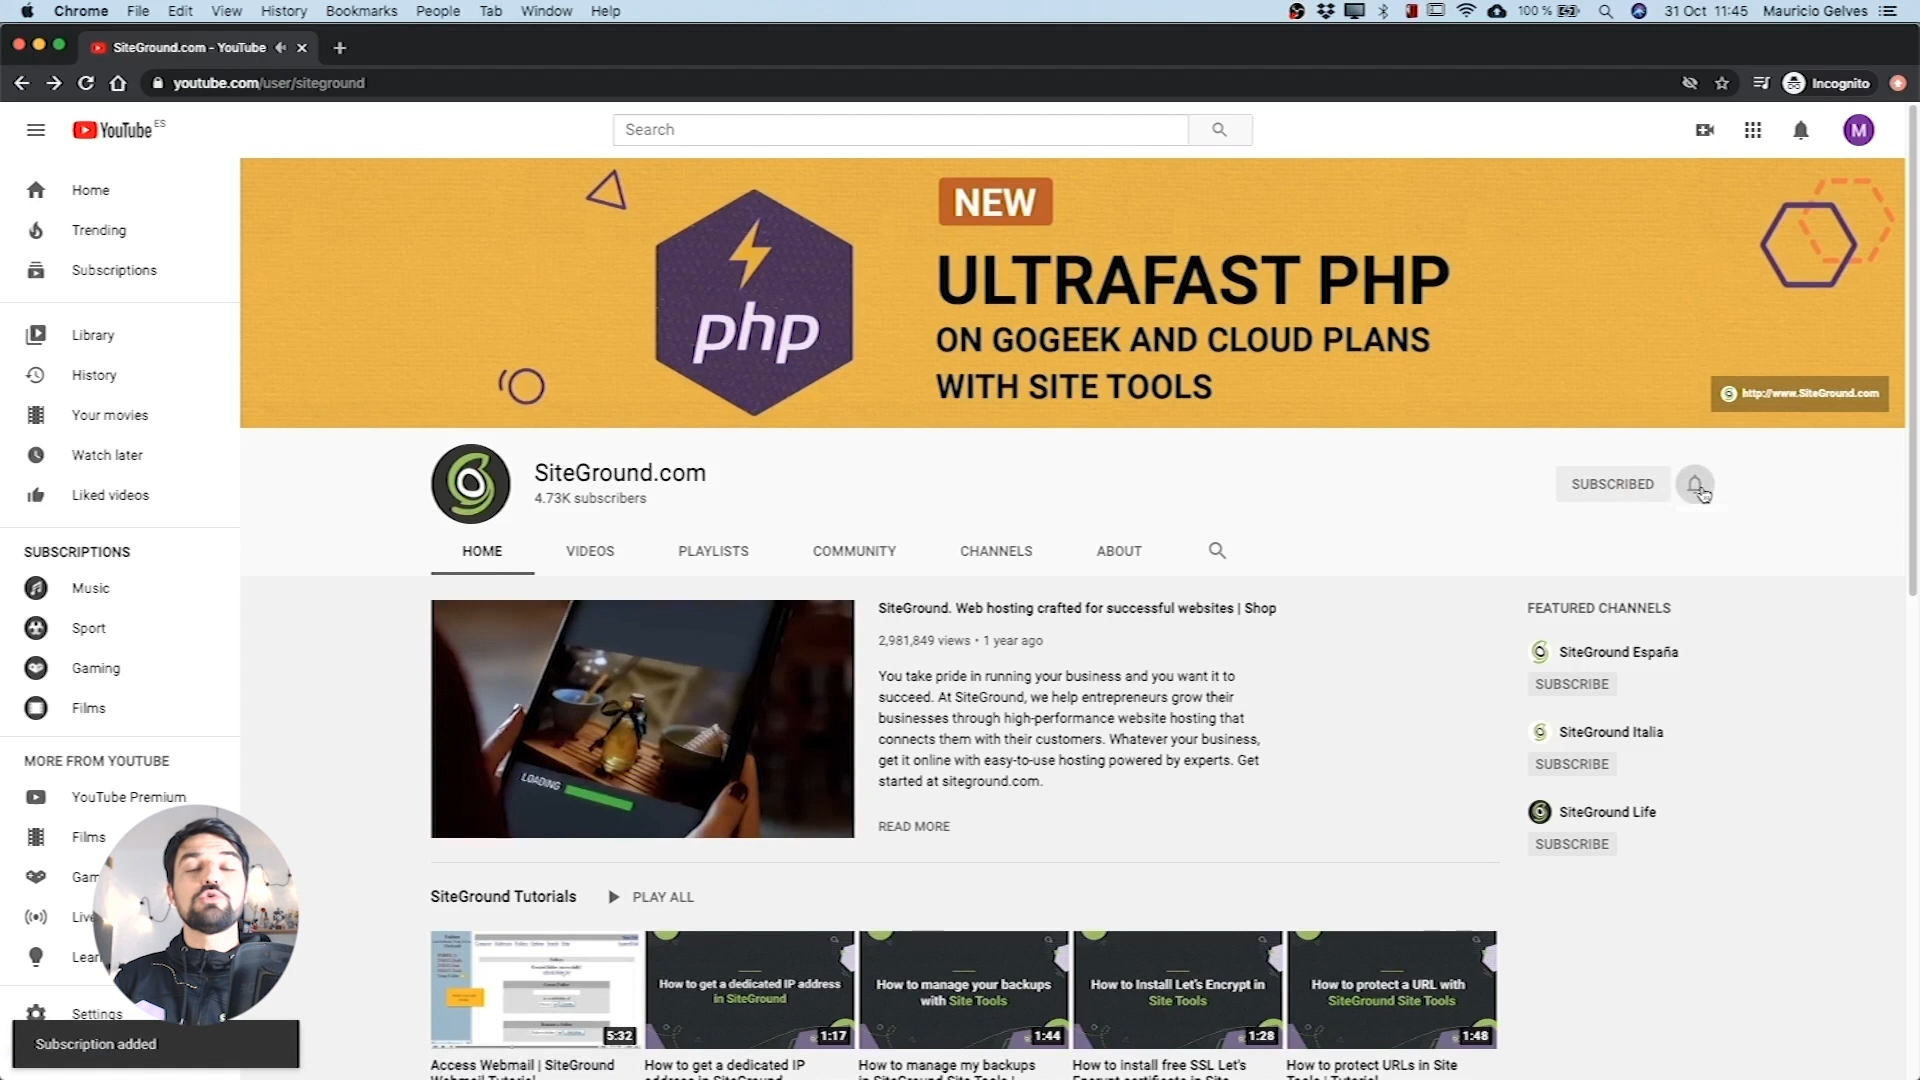 Chrome File Edit View History Bookmarks People Tab Window Help
100 % 31 Oct 11:45 Mauricio Gelves
SiteGround.com - YouTube
youtube.com/user/siteground
Incognito
YouTube ES
Search
M
Home
Trending
Subscriptions
Library
History
Your movies
Watch later
Liked videos
SUBSCRIPTIONS
Music
Sport
Gaming
Films
MORE FROM YOUTUBE
YouTube Premium
Films
Gam
Live
Lear
Settings
Subscription added
php
NEW
ULTRAFAST PHP
ON GOGEEK AND CLOUD PLANS
WITH SITE TOOLS
http://www.SiteGround.com
SiteGround.com
4.73K subscribers
SUBSCRIBED
HOME VIDEOS PLAYLISTS COMMUNITY CHANNELS ABOUT
LOADING
SiteGround. Web hosting crafted for successful websites | Shop
2,981,849 views • 1 year ago
You take pride in running your business and you want it to
succeed. At SiteGround, we help entrepreneurs grow their
businesses through high-performance website hosting that
connects them with their customers. Whatever your business,
get it online with easy-to-use hosting powered by experts. Get
started at siteground.com.
READ MORE
FEATURED CHANNELS
SiteGround España
SUBSCRIBE
SiteGround Italia
SUBSCRIBE
SiteGround Life
SUBSCRIBE
SiteGround Tutorials PLAY ALL
5:32
How to get a dedicated IP address
in SiteGround
1:17
How to manage your backups
with Site Tools
1:44
How to Install Let's Encrypt in
Site Tools
1:28
How to protect a URL with
SiteGround Site Tools
1:48
Access Webmail | SiteGround
How to get a dedicated IP
How to manage my backups
How to install free SSL Let's
How to protect URLs in Site